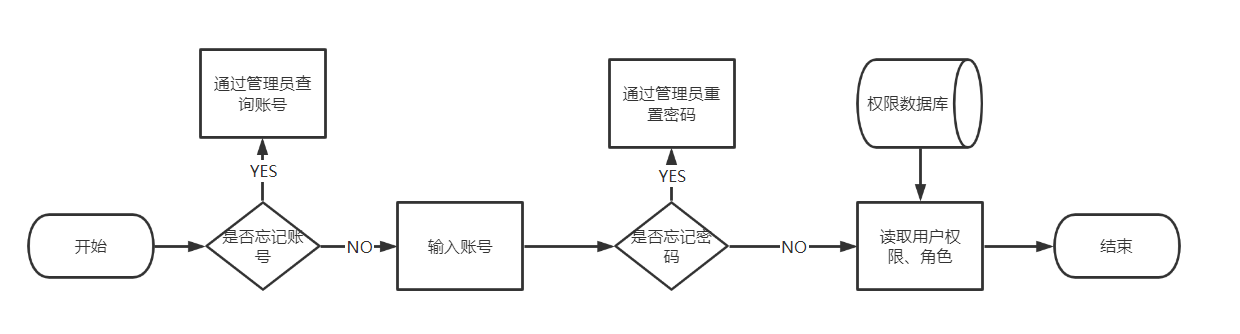 通过管理员查
询账号
通过管理员重
置密码
权限数据库
YES
YES
开始
是否忘记账
号
NO
输入账号
是否忘记密
码
NO
读取用户权
限、角色
结束